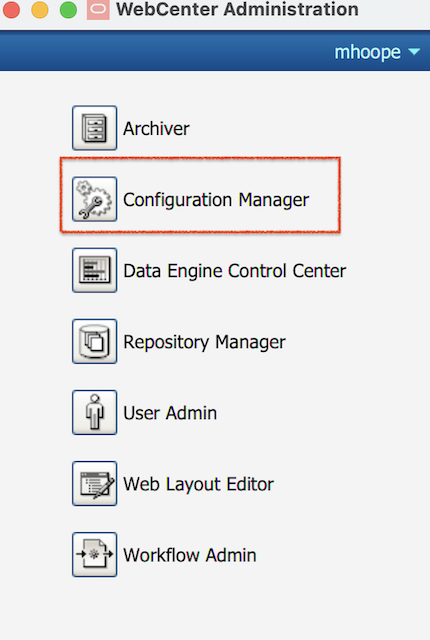 WebCenter Administration
mhoope
Archiver
Configuration Manager
Data Engine Control Center
Repository Manager
User Admin
Web Layout Editor
Workflow Admin